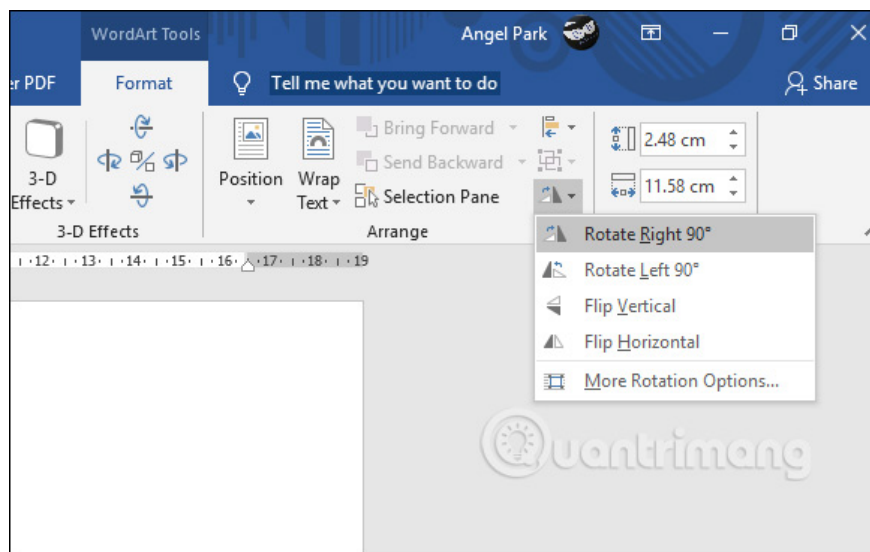 WordArt Tools
Angel Park
er PDF
Format
Tell me what you want to do
Share
3-D
Effects
Position
Wrap
Text
Bring Forward
Send Backward
Selection Pane
2.48 cm
11.58 cm
3-D Effects
Arrange
Rotate Right 90°
Rotate Left 90°
Flip Vertical
Flip Horizontal
More Rotation Options...
12 13 14 15 16 17 18 19
Quantrimang